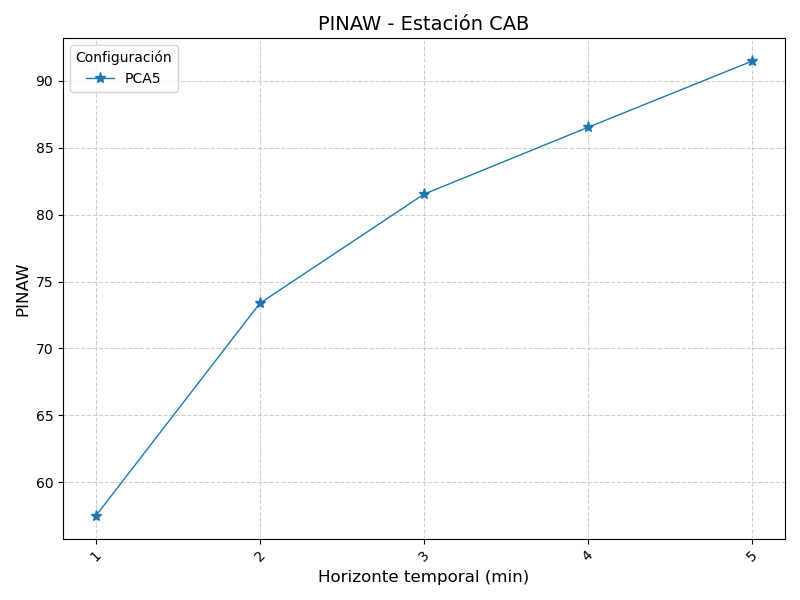 PINAW - Estación CAB
Configuración
PCA5
90
85
80
75
70
65
60
PINAW
1
2
3
4
5
Horizonte temporal (min)